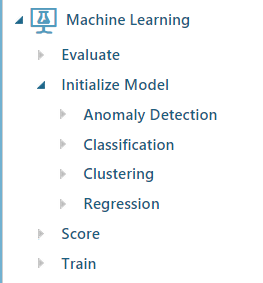 Machine Learning
Evaluate
Initialize Model
Anomaly Detection
Classification
Clustering
Regression
Score
Train